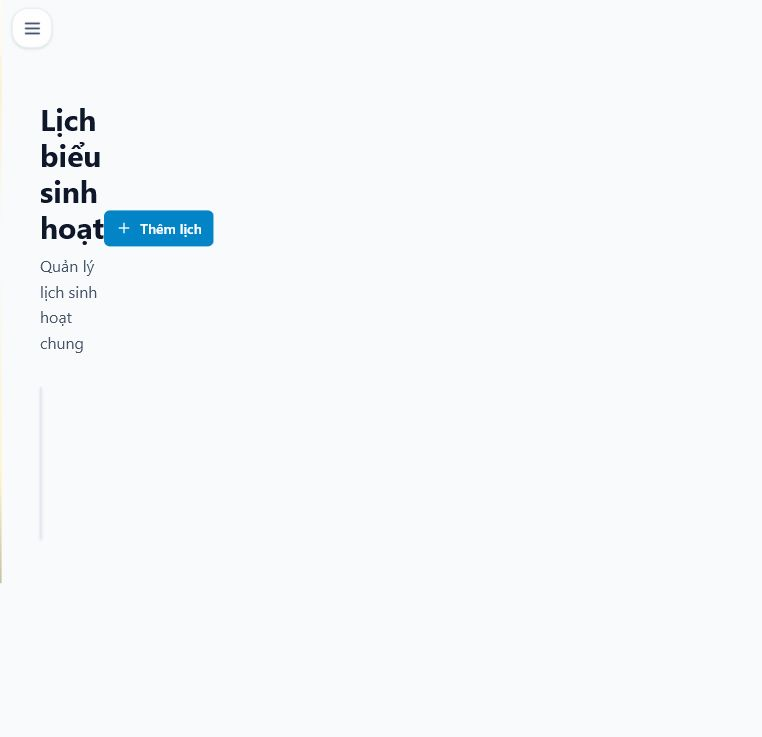 Lịch
biểu
sinh
hoạt
Thêm lịch
Quản lý
lịch sinh
hoạt
chung